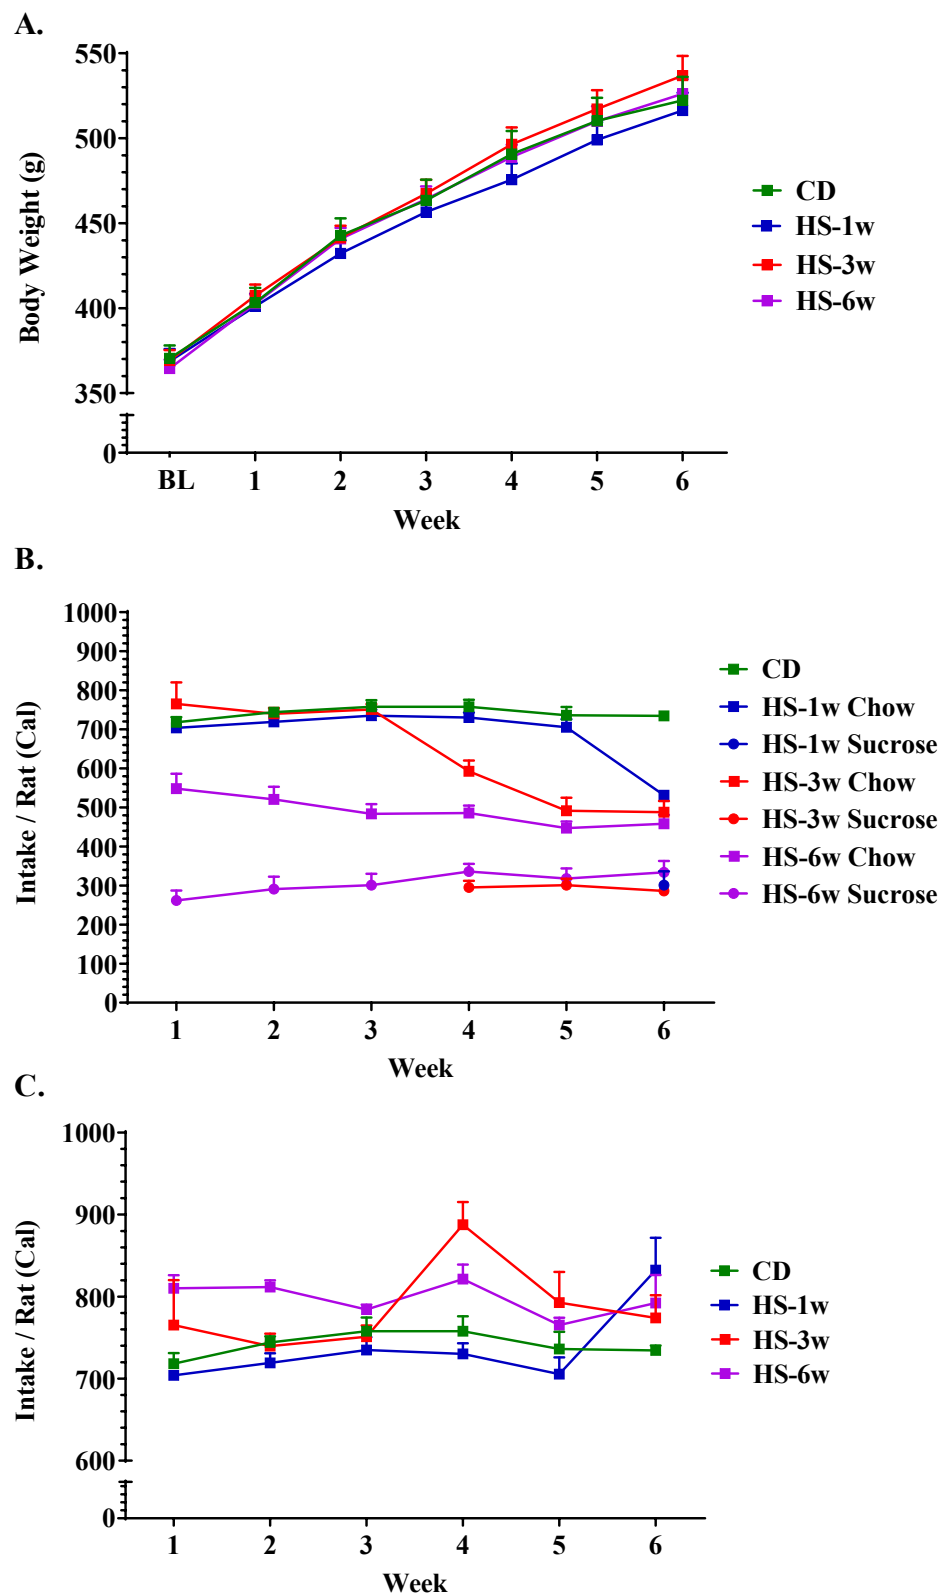 A.
550
500
450
400
350
0
Body Weight (g)
BL 1 2 3 4 5 6
Week
CD
HS-1w
HS-3w
HS-6w
B.
1000
900
800
700
600
500
400
300
200
100
0
Intake / Rat (Cal)
1 2 3 4 5 6
Week
CD
HS-1w Chow
HS-1w Sucrose
HS-3w Chow
HS-3w Sucrose
HS-6w Chow
HS-6w Sucrose
C.
1000
900
800
700
600
0
Intake / Rat (Cal)
1 2 3 4 5 6
Week
CD
HS-1w
HS-3w
HS-6w